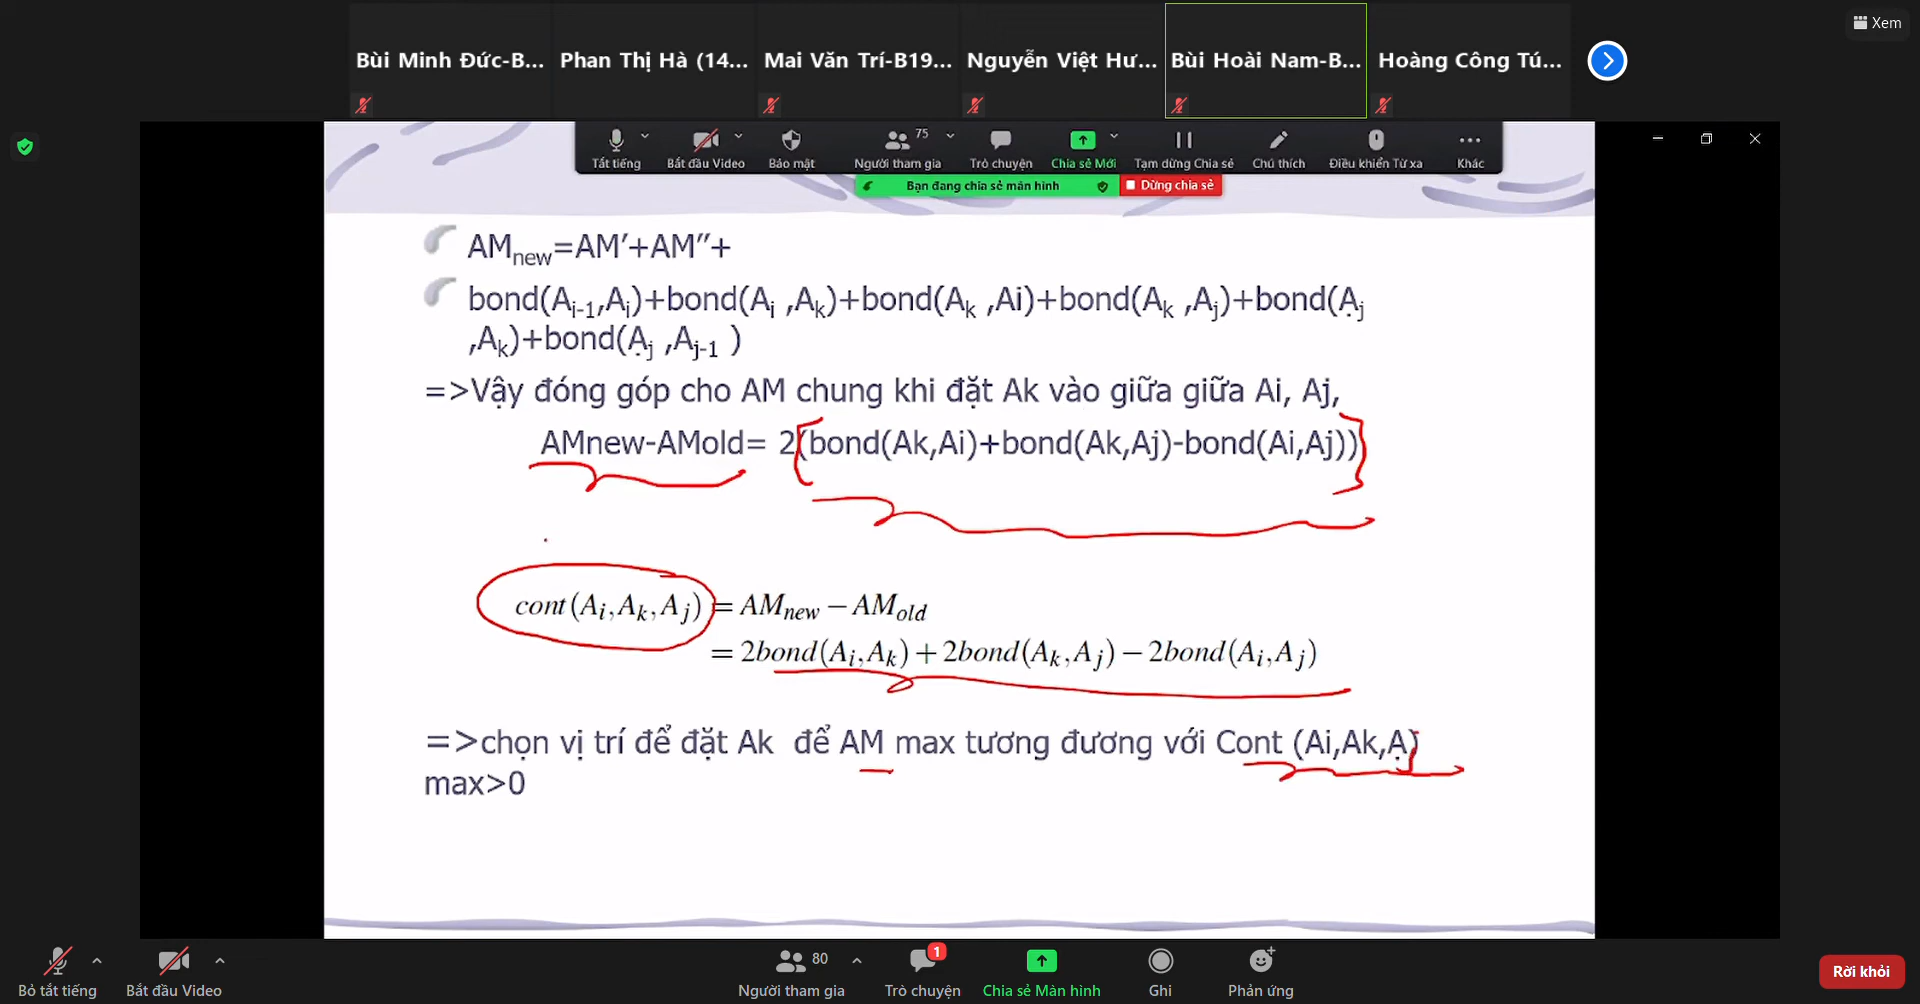 Xem
Bùi Minh Đức-B...
Phan Thị Hà (14...
Mai Văn Trí-B19...
Nguyễn Việt Hư...
Bùi Hoài Nam-B...
Hoàng Công Tú...
75
Tắt tiếng
Bắt đầu Video
Bảo mật
Người tham gia
Trò chuyện
Chia sẻ Mới
Tạm dừng Chia sẻ
Chú thích
Điều khiển Từ xa
Khác
Bạn đang chia sẻ màn hình
Dừng chia sẻ
AMnew=AM′+AM″+
bond(Ai-1,Ai)+bond(Ai ,Ak)+bond(Ak ,Ai)+bond(Ak ,Aj)+bond(Ạj
,Ak)+bond(Ạj ,Aj-1 )
=>Vậy đóng góp cho AM chung khi đặt Ak vào giữa giữa Ai, Aj,
AMnew-AMold= 2(bond(Ak,Ai)+bond(Ak,Aj)-bond(Ai,Aj))
cont(Ai,Ak,Aj) = AMnew − AMold
= 2bond(Ai,Ak) + 2bond(Ak,Aj) − 2bond(Ai,Aj)
=>chọn vị trí để đặt Ak để AM max tương đương với Cont (Ai,Ak,Ạ)
max>0
Bỏ tắt tiếng
Bắt đầu Video
80
Người tham gia
1
Trò chuyện
Chia sẻ Màn hình
Ghi
Phản ứng
Rời khỏi